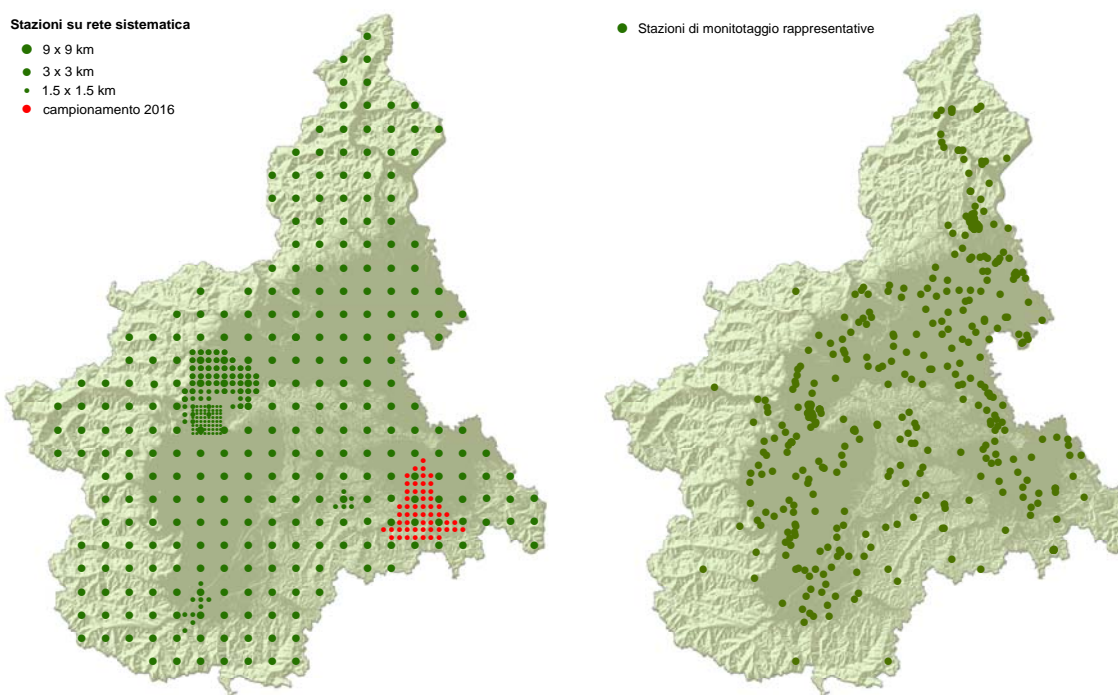 Stazioni su rete sistematica
9 x 9 km
3 x 3 km
1.5 x 1.5 km
campionamento 2016
Stazioni di monitotaggio rappresentative